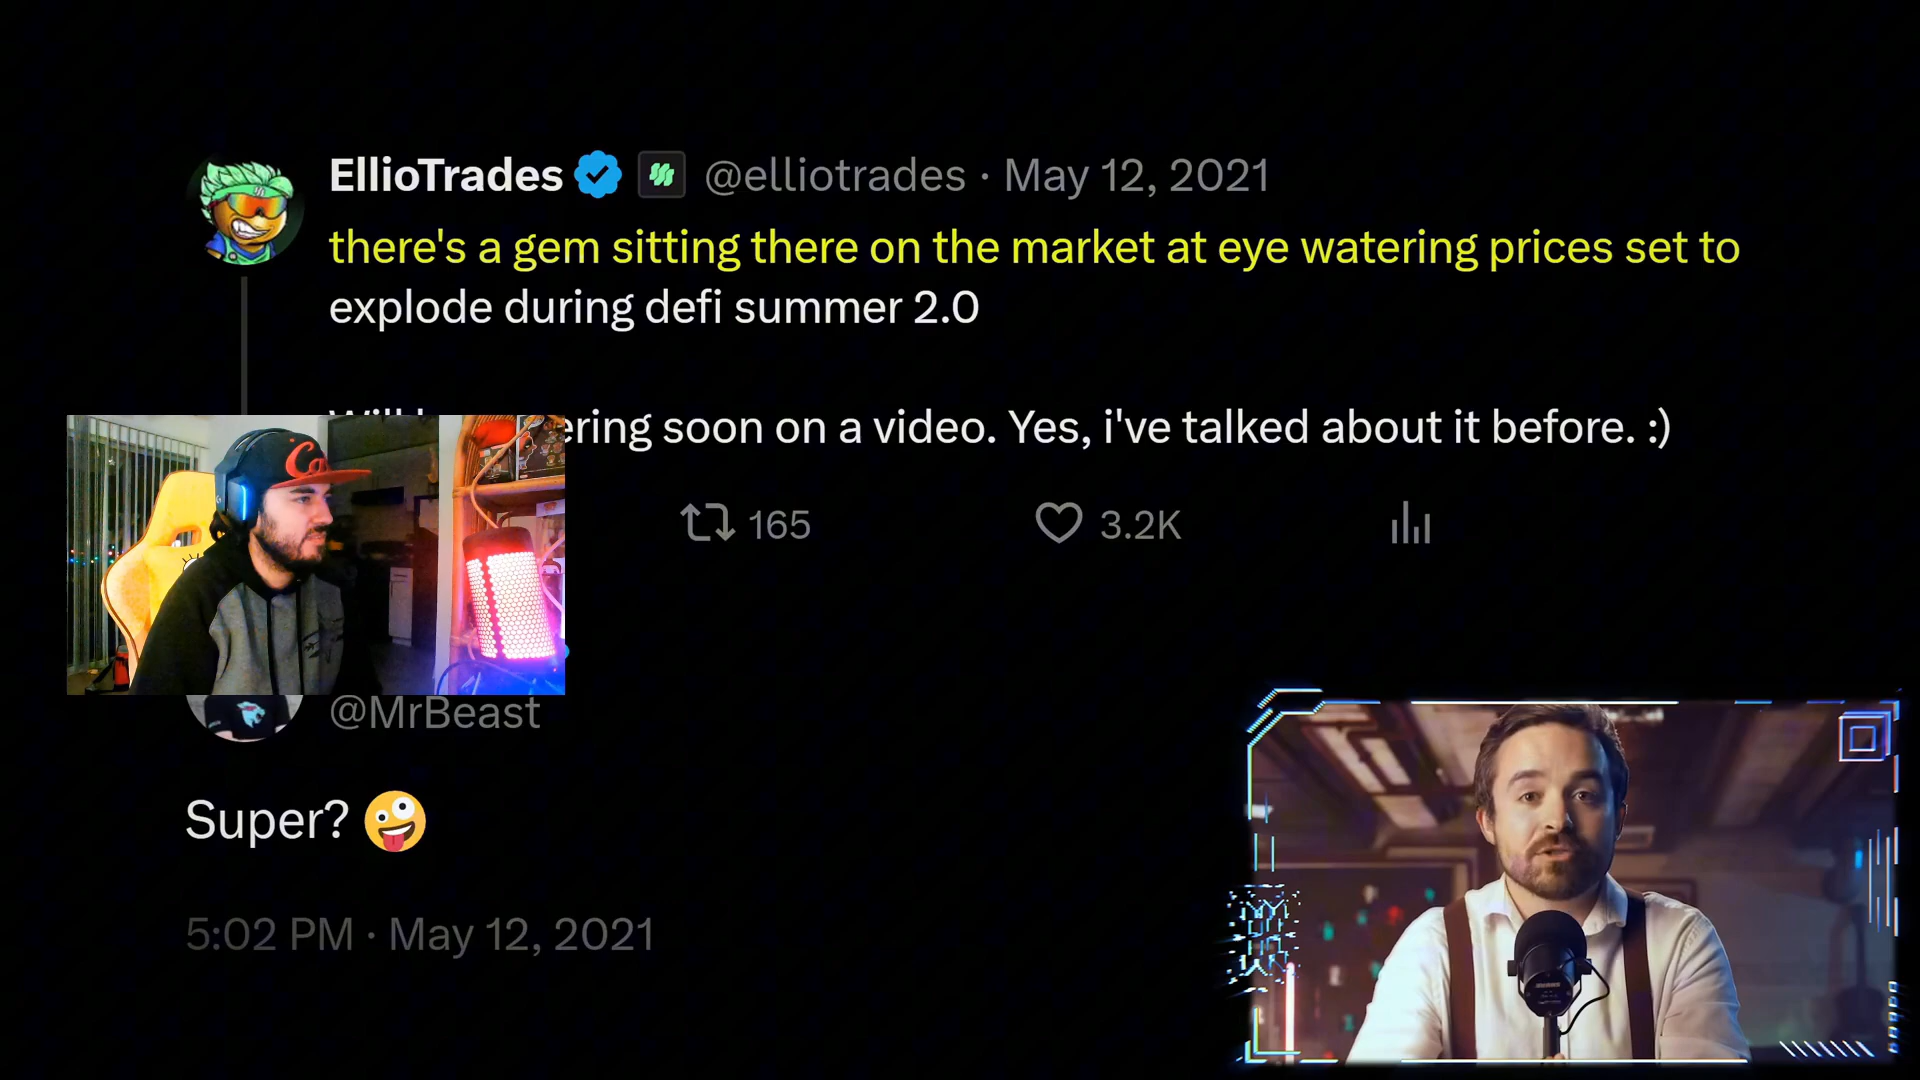 EllioTrades @elliotrades · May 12, 2021
there's a gem sitting there on the market at eye watering prices set to
explode during defi summer 2.0
ering soon on a video. Yes, i've talked about it before. :)
165 3.2K
@MrBeast
Super? 🤪
5:02 PM · May 12, 2021